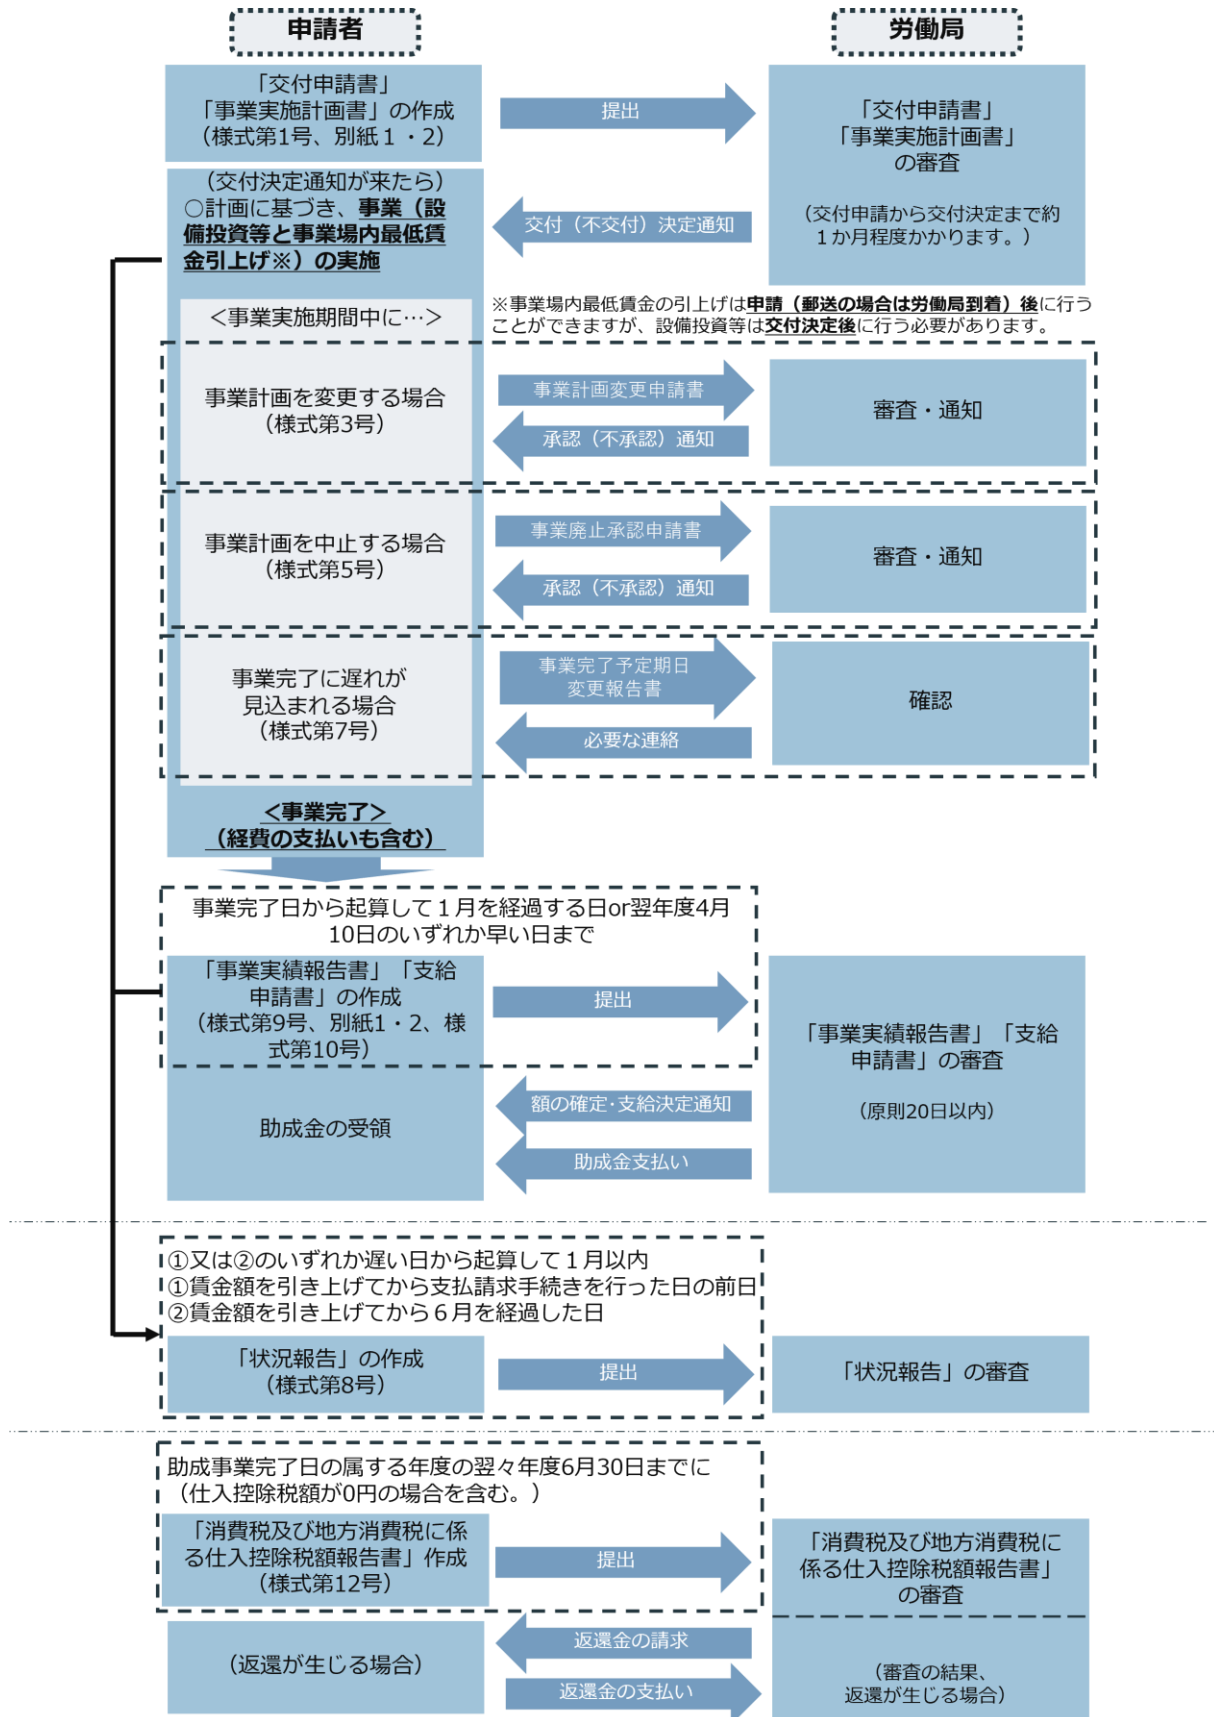 申請者
労働局
「交付申請書」
「事業実施計画書」の作成
（様式第1号、別紙１・2）
提出
「交付申請書」
「事業実施計画書」
の審査
（交付申請から交付決定まで約
１か月程度かかります。）
（交付決定通知が来たら）
○計画に基づき、事業（設
備投資等と事業場内最低賃
金引上げ※）の実施
交付（不交付）決定通知
※事業場内最低賃金の引上げは申請（郵送の場合は労働局到着）後に行う
ことができますが、設備投資等は交付決定後に行う必要があります。
＜事業実施期間中に…＞
事業計画を変更する場合
（様式第3号）
事業計画変更申請書
承認（不承認）通知
審査・通知
事業計画を中止する場合
（様式第5号）
事業廃止承認申請書
承認（不承認）通知
審査・通知
事業完了に遅れが
見込まれる場合
（様式第7号）
事業完了予定期日
変更報告書
必要な連絡
確認
＜事業完了＞
（経費の支払いも含む）
事業完了日から起算して１月を経過する日or翌年度4月
10日のいずれか早い日まで
「事業実績報告書」「支給
申請書」の作成
（様式第9号、別紙1・2、様
式第10号）
提出
「事業実績報告書」「支給
申請書」の審査
（原則20日以内）
額の確定･支給決定通知
助成金の受領
助成金支払い
①又は②のいずれか遅い日から起算して１月以内
①賃金額を引き上げてから支払請求手続きを行った日の前日
②賃金額を引き上げてから６月を経過した日
「状況報告」の作成
（様式第8号）
提出
「状況報告」の審査
助成事業完了日の属する年度の翌々年度6月30日までに
（仕入控除税額が0円の場合を含む。）
「消費税及び地方消費税に係
る仕入控除税額報告書」作成
（様式第12号）
提出
「消費税及び地方消費税に
係る仕入控除税額報告書」
の審査
（返還が生じる場合）
返還金の請求
返還金の支払い
（審査の結果、
返還が生じる場合）